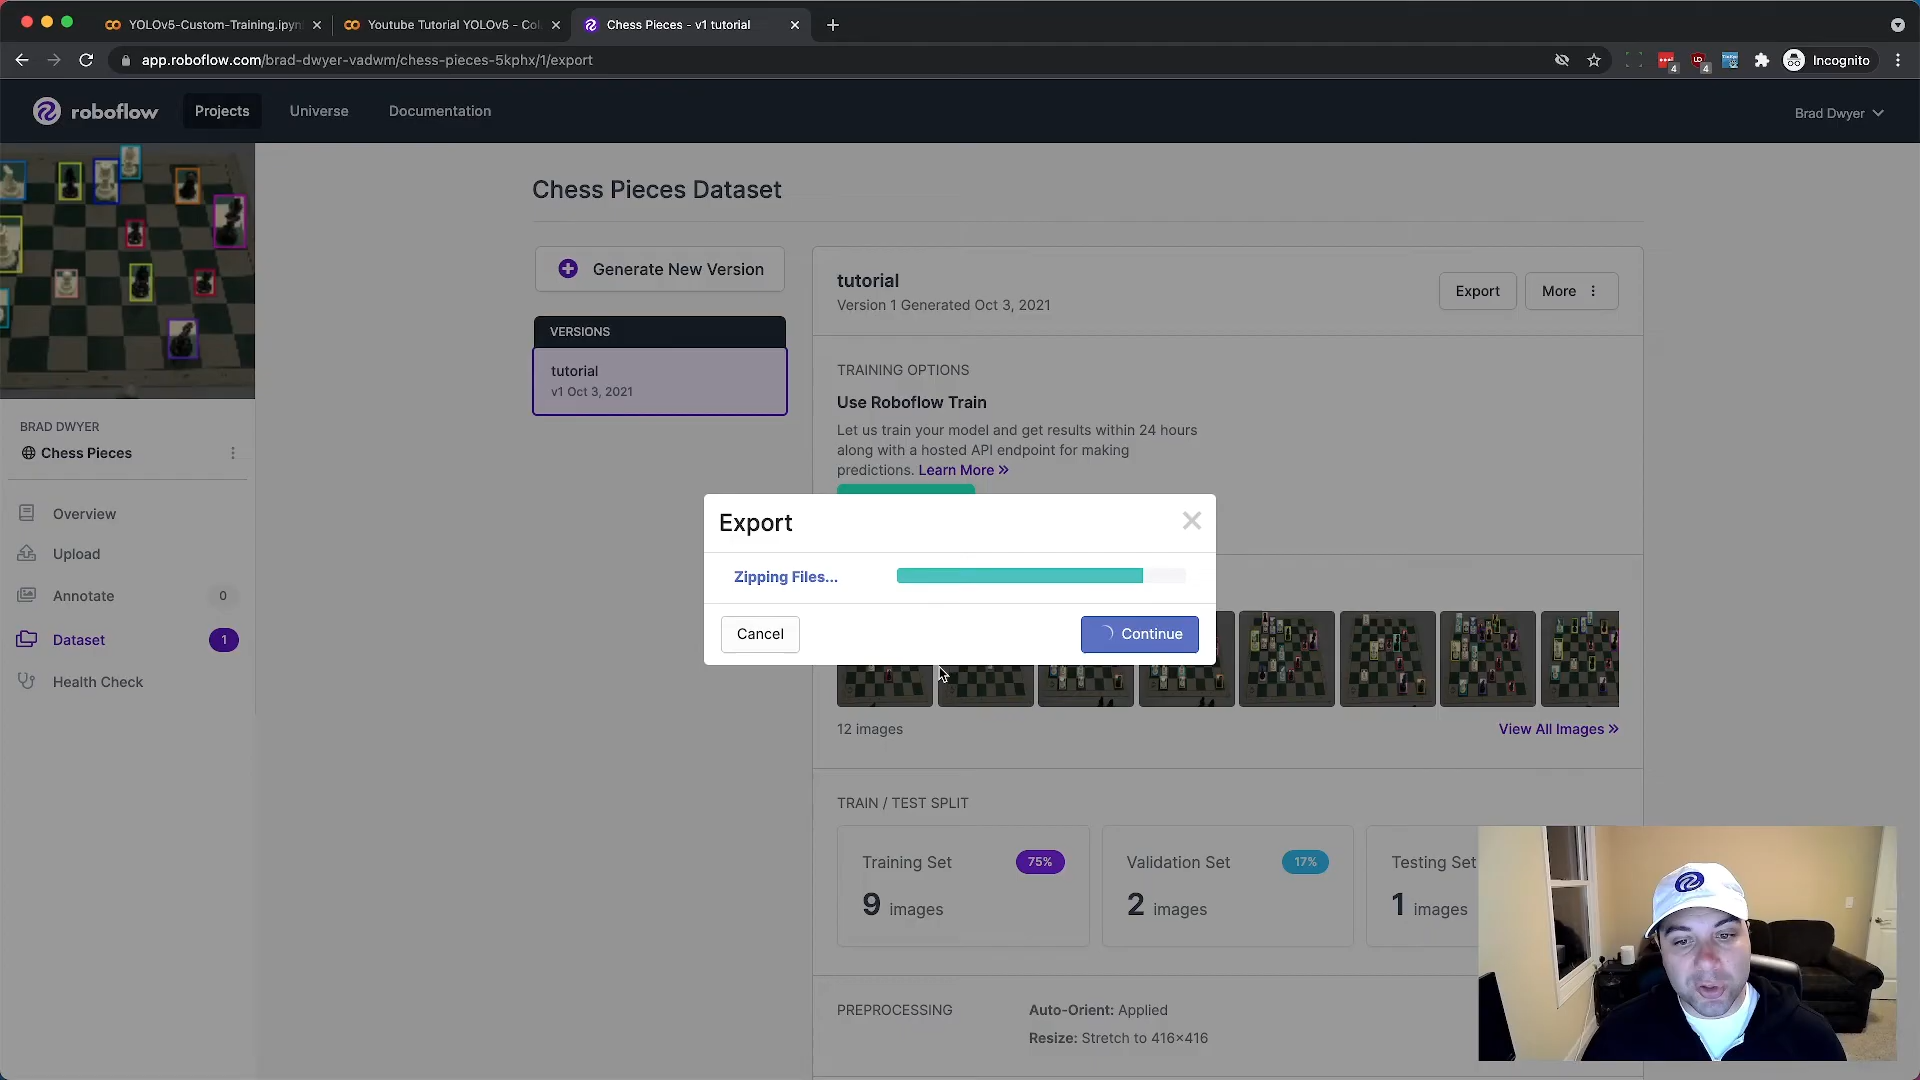 YOLOv5-Custom-Training.ipyn
Youtube Tutorial YOLOv5 - Col
Chess Pieces - v1 tutorial
app.roboflow.com/brad-dwyer-vadwm/chess-pieces-5kphx/1/export
4
4
Incognito
roboflow
Projects
Universe
Documentation
Brad Dwyer
Chess Pieces Dataset
Generate New Version
VERSIONS
tutorial
v1 Oct 3, 2021
tutorial
Version 1 Generated Oct 3, 2021
Export
More
TRAINING OPTIONS
Use Roboflow Train
Let us train your model and get results within 24 hours
along with a hosted API endpoint for making
predictions. Learn More »
BRAD DWYER
Chess Pieces
Overview
Upload
Annotate 0
Dataset 1
Health Check
Export
Zipping Files...
Cancel
Continue
12 images
View All Images »
TRAIN / TEST SPLIT
Training Set 75%
9 images
Validation Set 17%
2 images
Testing Set
1 images
PREPROCESSING
Auto-Orient: Applied
Resize: Stretch to 416×416